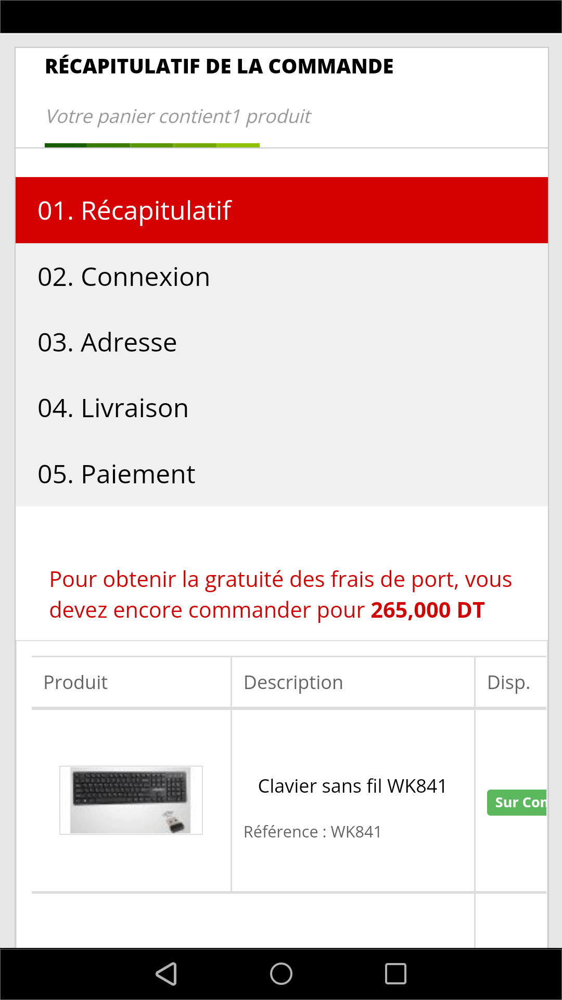 RÉCAPITULATIF DE LA COMMANDE
Votre panier contient1 produit
01. Récapitulatif
02. Connexion
03. Adresse
04. Livraison
05. Paiement
Pour obtenir la gratuité des frais de port, vous
devez encore commander pour 265,000 DT
Produit Description Disp.
Clavier sans fil WK841
Sur Con
Référence : WK841